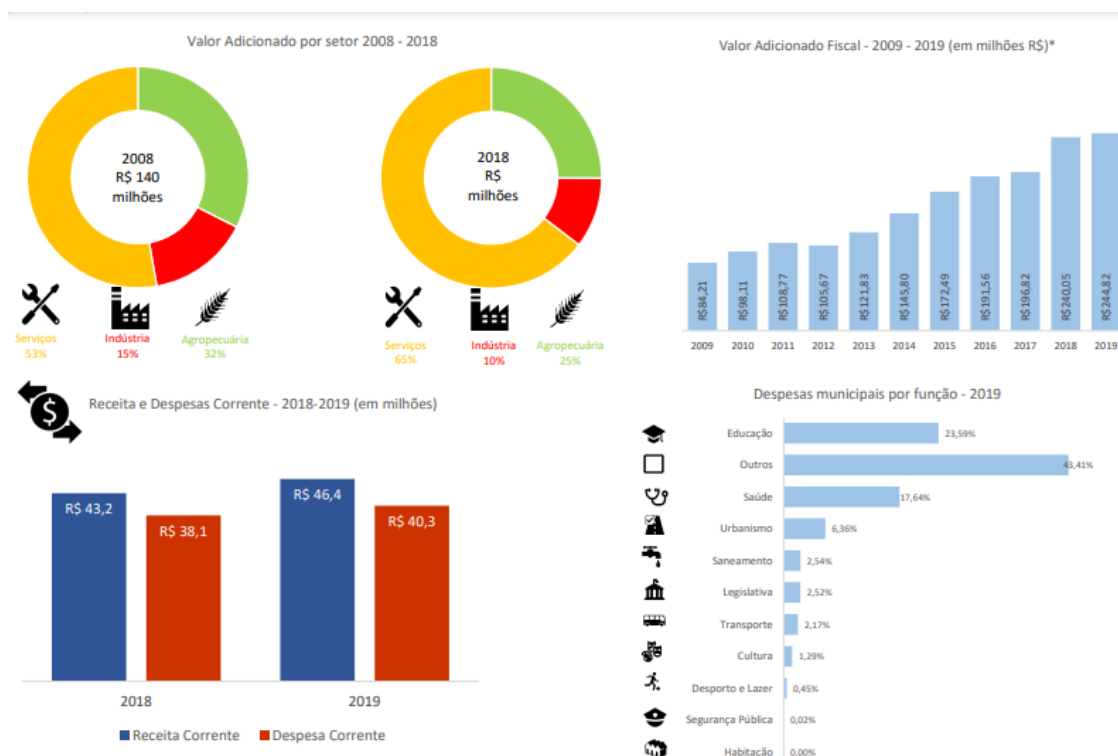 Valor Adicionado por setor 2008 - 2018
2008
R$ 140
milhões
2018
R$
milhões
Serviços
53%
Indústria
15%
Agropecuária
32%
Serviços
65%
Indústria
10%
Agropecuária
25%
Valor Adicionado Fiscal - 2009 - 2019 (em milhões R$)*
R$84,21
R$98,11
R$108,77
R$105,67
R$121,83
R$145,80
R$172,49
R$191,56
R$196,82
R$240,05
R$244,82
2009 2010 2011 2012 2013 2014 2015 2016 2017 2018 2019
$
Receita e Despesas Corrente - 2018-2019 (em milhões)
R$ 43,2
R$ 38,1
R$ 46,4
R$ 40,3
2018 2019
Receita Corrente Despesa Corrente
Despesas municipais por função - 2019
Educação 23,59%
Outros 43,41%
Saúde 17,64%
Urbanismo 6,36%
Saneamento 2,54%
Legislativa 2,52%
Transporte 2,17%
Cultura 1,29%
Desporto e Lazer 0,45%
Segurança Pública 0,02%
Habitação 0,00%